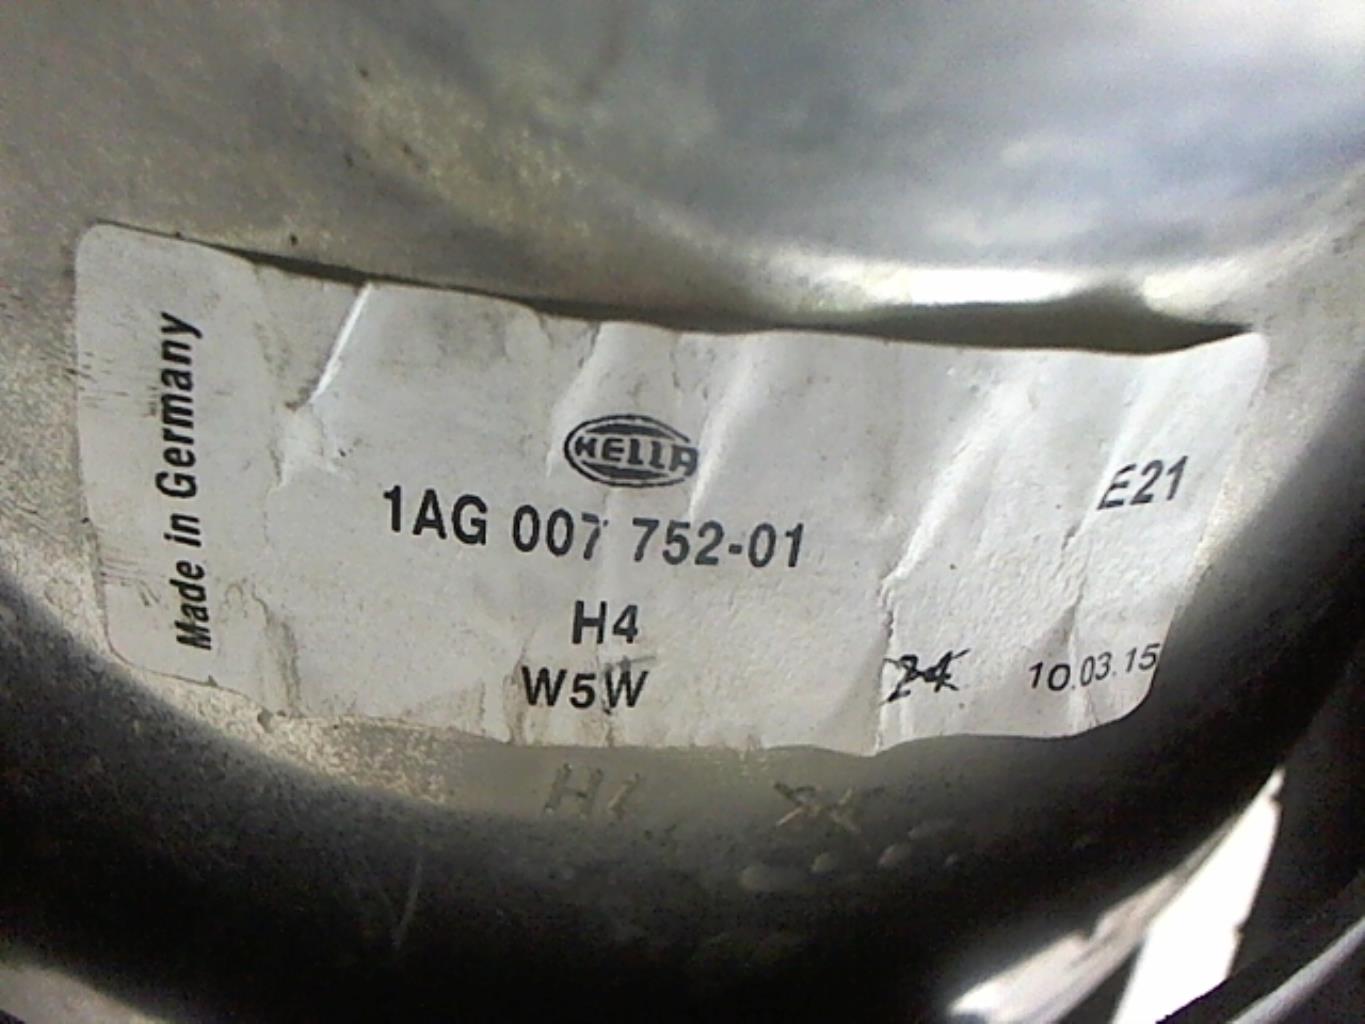 Made in Germany
HELLA
1AG 007 752-01
E21
H4
W5W
24
10.03.15